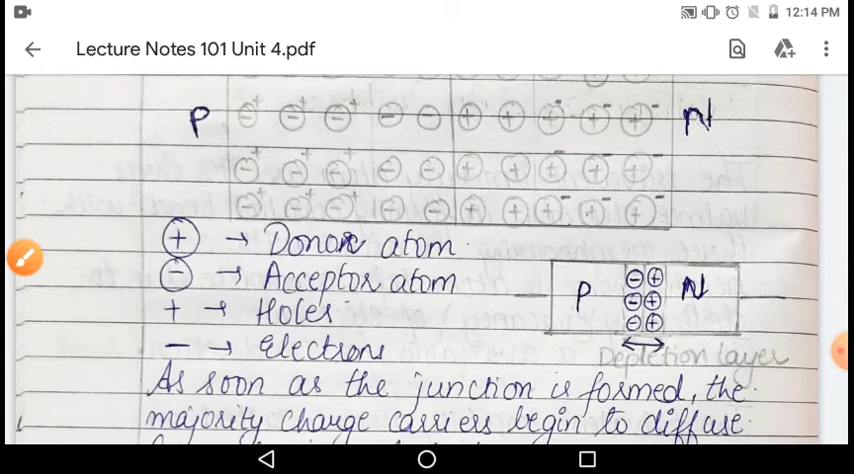 12:14 PM
Lecture Notes 101 Unit 4.pdf
P N
⊕ → Donor atom
⊖ → Acceptor atom
+ → Holes
− → Electrons
P N
Depletion layer
As soon as the junction is formed, the
majority charge carriers begin to diffuse